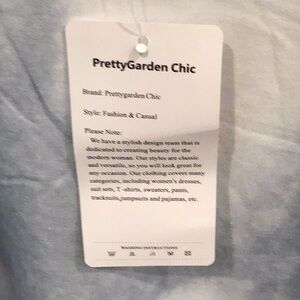 PrettyGarden Chic
Brand: Prettygarden Chic
Style: Fashion & Casual
Please Note:
We have a stylish design team that is
dedicated to creating beauty for the
modern woman. Our styles are classic
and versatile, so you will look great for
any occasion. Our clothing covers many
categories, including women's dresses,
suit sets, T -shirts, sweaters, pants,
tracksuits,jumpsuits and pajamas, etc.
WASHING INSTRUCTIONS